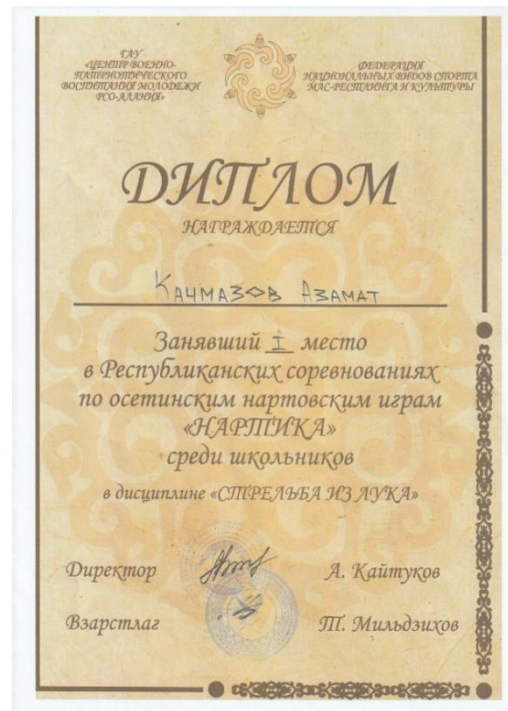 ГАУ
«ЦЕНТР ВОЕННО-
ПАТРИОТИЧЕСКОГО
ВОСПИТАНИЯ МОЛОДЕЖИ
РСО-АЛАНИЯ»
ФЕДЕРАЦИЯ
НАЦИОНАЛЬНЫХ ВИДОВ СПОРТА
МАС-РЕСТЛИНГА И КУЛЬТУРЫ
ДИПЛОМ
НАГРАЖДАЕТСЯ
КАЧМАЗОВ АЗАМАТ
Занявший I место
в Республиканских соревнованиях
по осетинским нартовским играм
«НАРТИКА»
среди школьников
в дисциплине «СТРЕЛЬБА ИЗ ЛУКА»
Директор А. Кайтуков
Взарстлаг Т. Мильдзихов